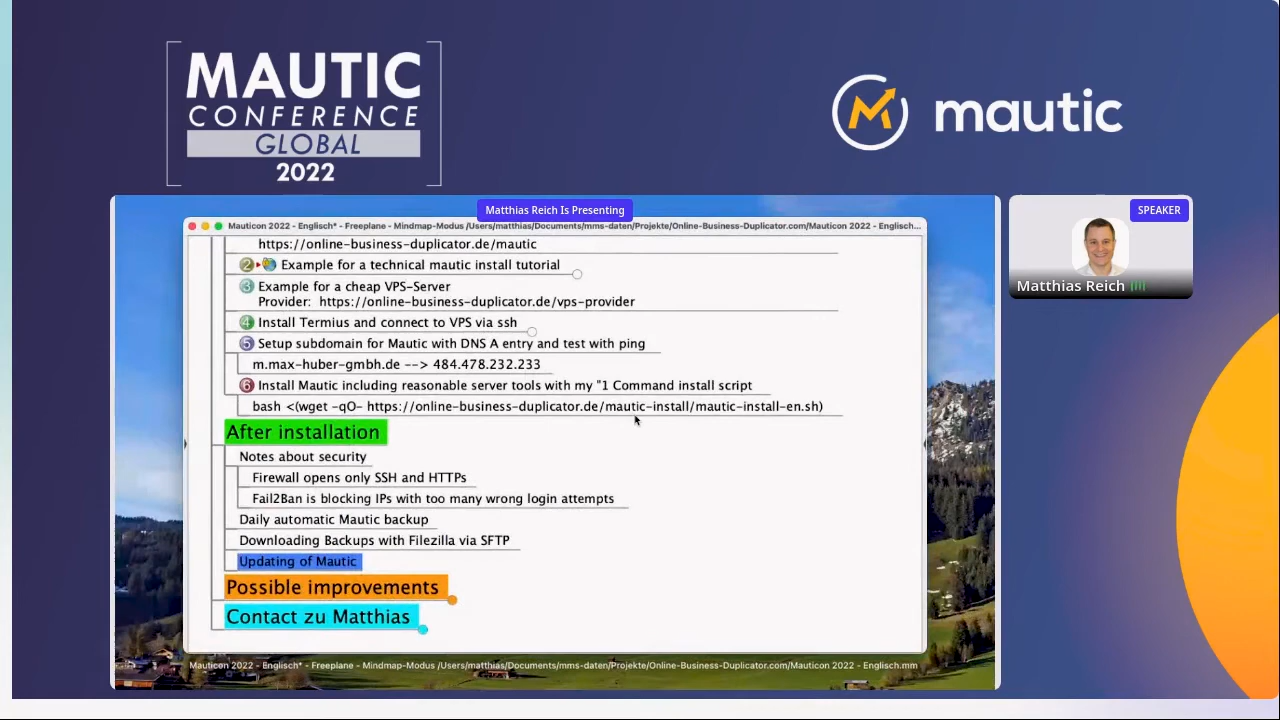 MAUTIC
CONFERENCE
GLOBAL
2022
mautic
Matthias Reich Is Presenting
SPEAKER
Matthias Reich
Mauticon 2022 - Englisch* - Freeplane - Mindmap-Modus /Users/matthias/Documents/mms-daten/Projekte/Online-Business-Duplicator.com/Mauticon 2022 - Englisch...
https://online-business-duplicator.de/mautic
2 Example for a technical mautic install tutorial
3 Example for a cheap VPS-Server
Provider: https://online-business-duplicator.de/vps-provider
4 Install Termius and connect to VPS via ssh
5 Setup subdomain for Mautic with DNS A entry and test with ping
m.max-huber-gmbh.de --> 484.478.232.233
6 Install Mautic including reasonable server tools with my "1 Command install script
bash <(wget -qO- https://online-business-duplicator.de/mautic-install/mautic-install-en.sh)
After installation
Notes about security
Firewall opens only SSH and HTTPs
Fail2Ban is blocking IPs with too many wrong login attempts
Daily automatic Mautic backup
Downloading Backups with Filezilla via SFTP
Updating of Mautic
Possible improvements
Contact zu Matthias
Mauticon 2022 - Englisch* - Freeplane - Mindmap-Modus /Users/matthias/Documents/mms-daten/Projekte/Online-Business-Duplicator.com/Mauticon 2022 - Englisch.mm